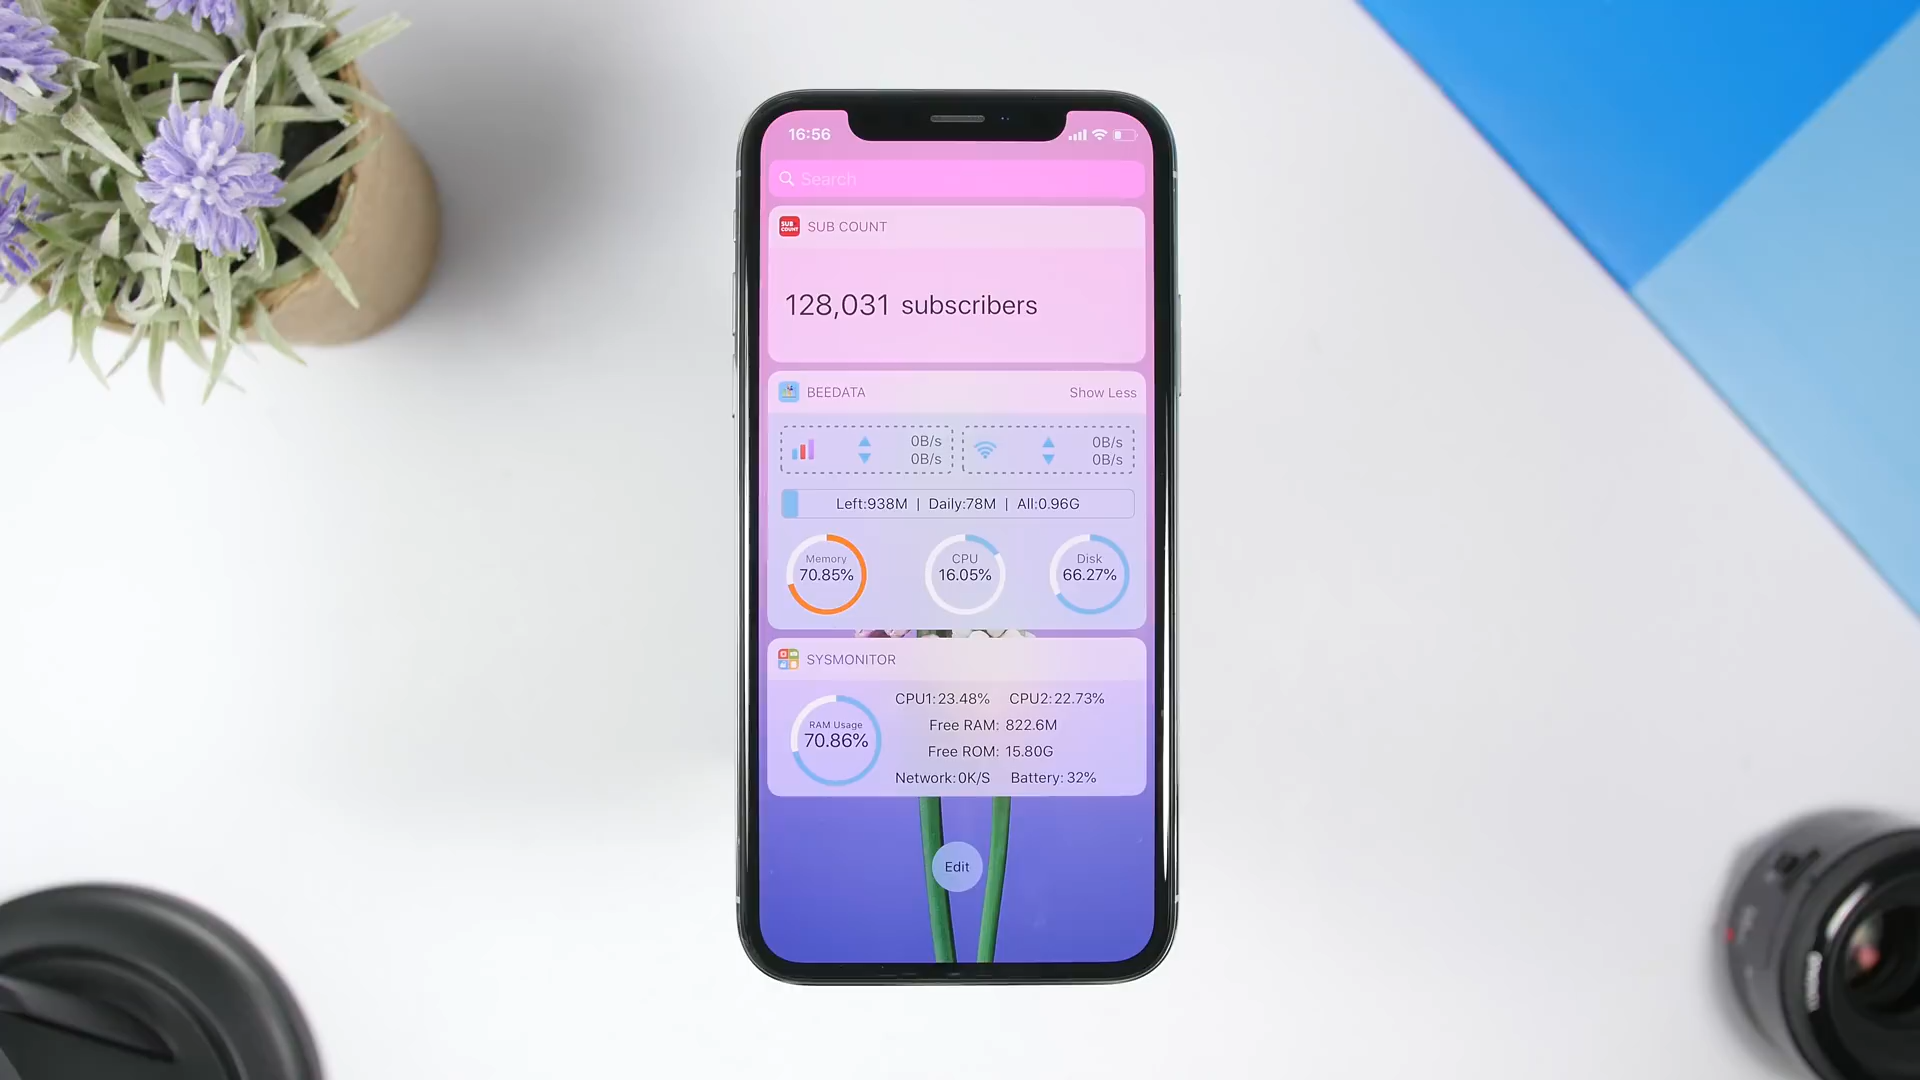 16:56
Search
SUB COUNT
SUB COUNT
128,031 subscribers
BEEDATA
Show Less
0B/s
0B/s
0B/s
0B/s
Left:938M | Daily:78M | All:0.96G
Memory
70.85%
CPU
16.05%
Disk
66.27%
SYSMONITOR
RAM Usage
70.86%
CPU1:23.48% CPU2:22.73%
Free RAM: 822.6M
Free ROM: 15.80G
Network:0K/S Battery: 32%
Edit